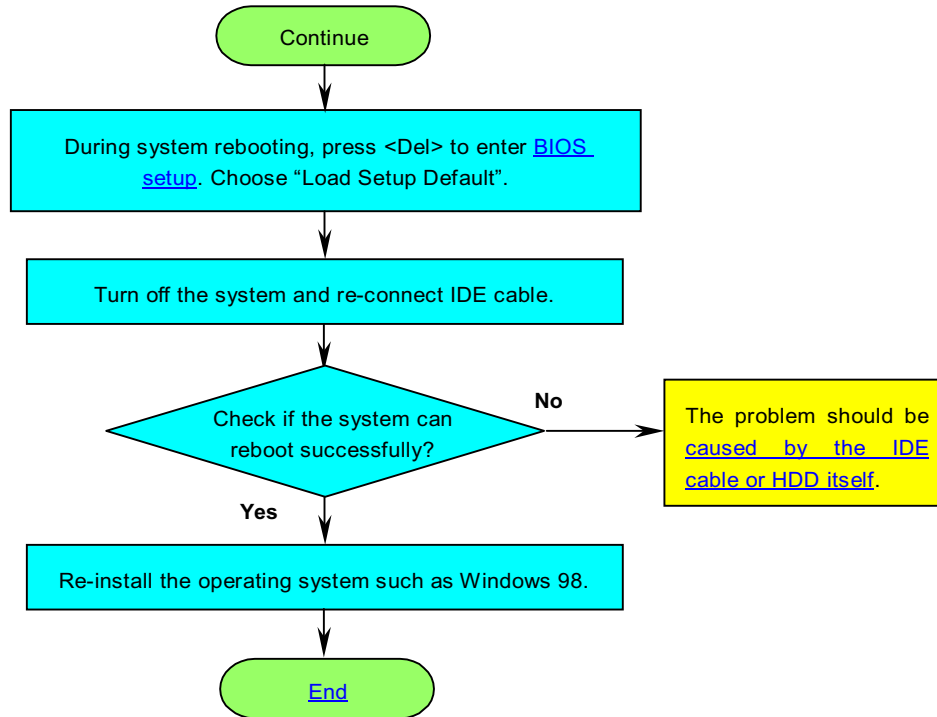 Continue
During system rebooting, press <Del> to enter BIOS
setup. Choose “Load Setup Default”.
Turn off the system and re-connect IDE cable.
Check if the system can
reboot successfully?
No
The problem should be
caused by the IDE
cable or HDD itself.
Yes
Re-install the operating system such as Windows 98.
End